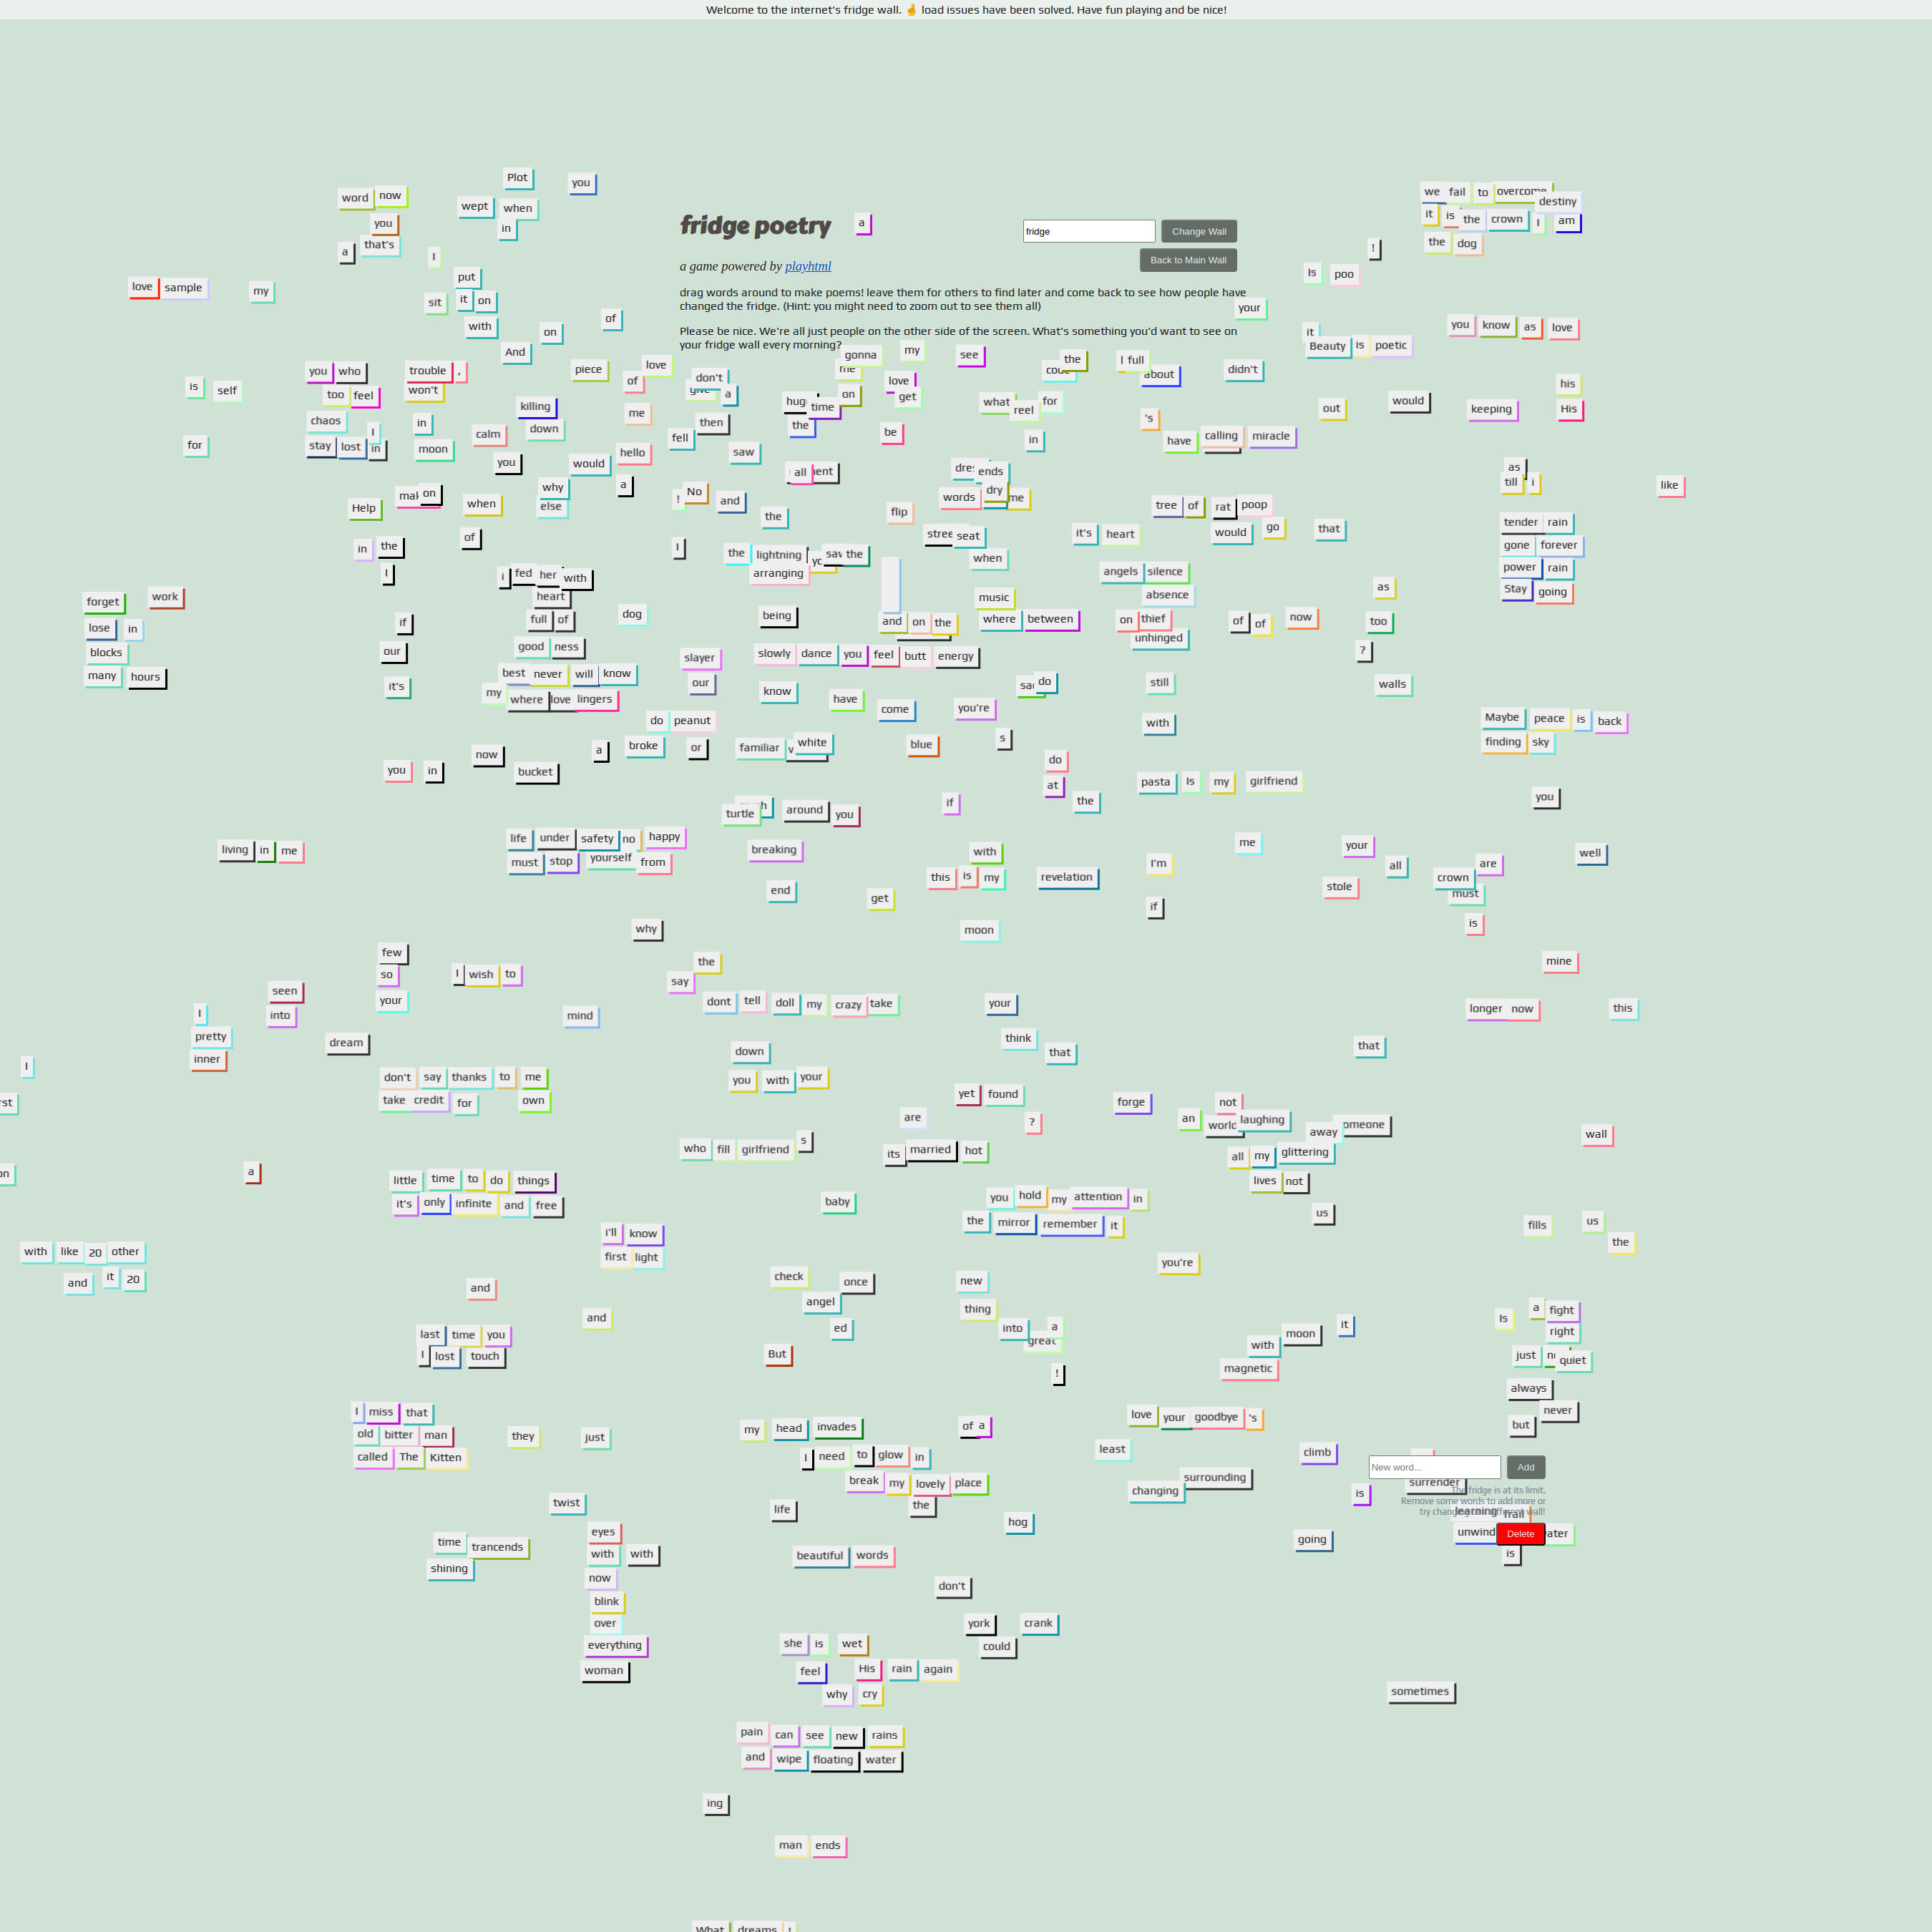 Welcome to the internet's fridge wall. 🤞 load issues have been solved. Have fun playing and be nice!
Plot
you
word now
wept when
in
you
a that's
I
fridge poetry a
fridge Change Wall
Back to Main Wall
a game powered by playhtml
drag words around to make poems! leave them for others to find later and come back to see how people have
changed the fridge. (Hint: you might need to zoom out to see them all)
Please be nice. We're all just people on the other side of the screen. What's something you'd want to see on
your fridge wall every morning?
we fail to overcome destiny
it is the crown I am
the dog
!
Is poo
your
it
Beauty is poetic
you know as love
love sample my
put
sit it on
with on of
And
is self
for
you who trouble ,
too feel won't
chaos I in
stay lost in moon
piece of love
me
killing
calm down
you would hello
why a
else
don't
a
then
fell saw
gonna my see
me
love
get
on
time
the
be
all
the I full
about didn't
what reel for
in
's
have calling miracle
out would keeping
his
His
as
till i
like
Help on when
in the of
I
! No and
the
I
flip
ends
words dry me
seat
when
tree of rat poop
it's heart would go that
tender rain
gone forever
power rain
Stay going
the lightning the
arranging
i fed her with
heart
full of
good ness
best never will know
my where love lingers
dog
being
and on the
music
where between
angels silence
absence
on thief
unhinged
of of now
as
too
?
walls
forget work
lose in
blocks
many hours
if
our
it's
slayer
our
slowly dance you feel butt energy
know have come you're
do
still
with
do peanut
a broke or familiar white blue s
now
you in bucket
do
at the
pasta Is my girlfriend
Maybe peace is back
finding sky
you
turtle around you if
living in me
life under safety no happy
must stop yourself from
breaking
end
get
with
this is my revelation
I'm
if
me
your
all
stole
are
crown
must
is
well
why
moon
mine
few
so
your
I wish to
the
say
seen
into
I
pretty
inner
dream
mind
dont tell doll my crazy take
your
think
that
longer now this
that
I
down
you with your
don't say thanks to me
take credit for own
yet found
are ?
forge
not
an world laughing
away
all my glittering
lives not
us
wall
a
who fill girlfriend s
its married hot
little time to do things
it's only infinite and free
baby
you hold my attention in
the mirror remember it
fills us
the
with like 20 other
and it 20
i'll know
first light
you're
and
and
check once
angel
ed
But
new
thing
into a
great
!
it
moon
with
magnetic
Is a fight
right
just
quiet
always
never
but
last time you
I lost touch
I miss that
old bitter man
called The Kitten
they just
my head invades of a
I need to glow in
break my lovely place
the
life
hog
love your goodbye 's
least
climb
surrounding
changing
is
going
New word... Add
surrender
The fridge is at its limit.
Remove some words to add more or
learning frail
unwind Delete
is
twist
time trancends
shining
eyes
with with
now
blink
over
everything
woman
beautiful words
don't
york crank
could
she is wet
feel His rain again
why cry
sometimes
pain can see new rains
and wipe floating water
ing
man ends
What dreams !